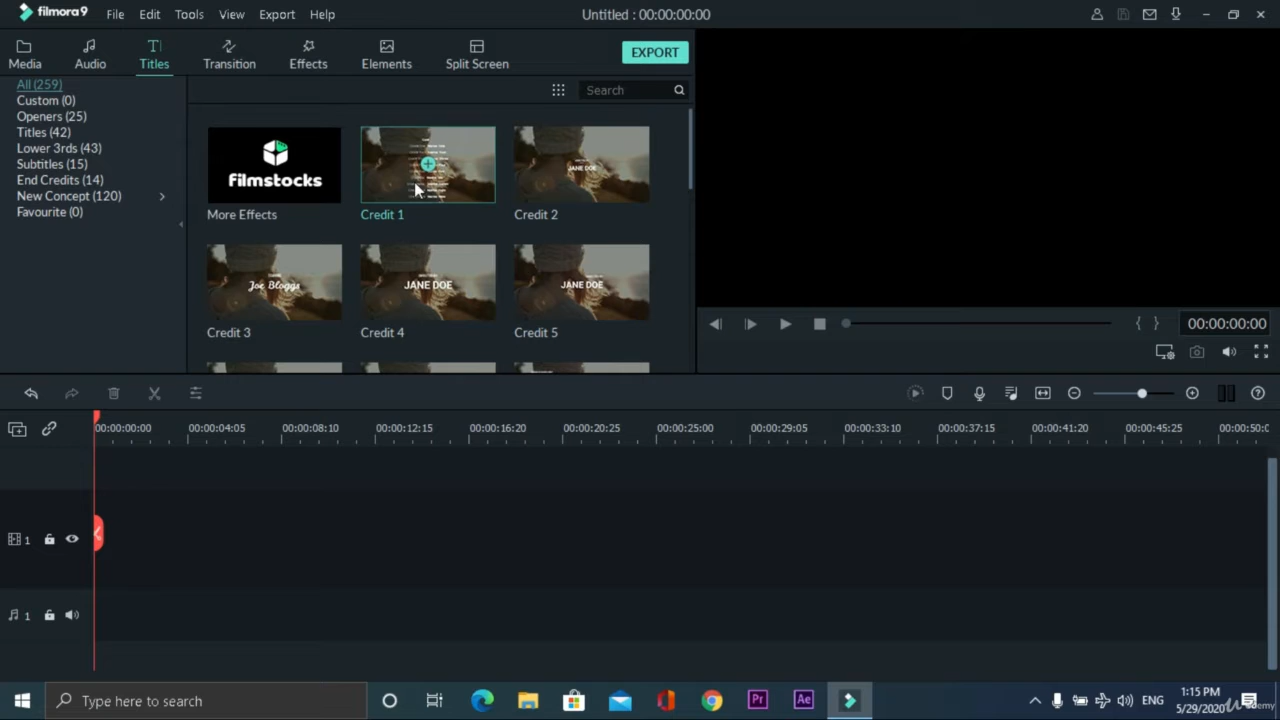 filmora9
File
Edit
Tools
View
Export
Help
Untitled : 00:00:00:00
Media
Audio
Titles
Transition
Effects
Elements
Split Screen
EXPORT
All (259)
Custom (0)
Openers (25)
Titles (42)
Lower 3rds (43)
Subtitles (15)
End Credits (14)
New Concept (120)
Favourite (0)
Search
filmstocks
JANE DOE
More Effects
Credit 1
Credit 2
Joe Bloggs
JANE DOE
JANE DOE
Credit 3
Credit 4
Credit 5
00:00:00:00
00:00:00:00
00:00:04:05
00:00:08:10
00:00:12:15
00:00:16:20
00:00:20:25
00:00:25:00
00:00:29:05
00:00:33:10
00:00:37:15
00:00:41:20
00:00:45:25
00:00:50:0
1
1
Type here to search
Pr
Ae
ENG
1:15 PM
5/29/2020